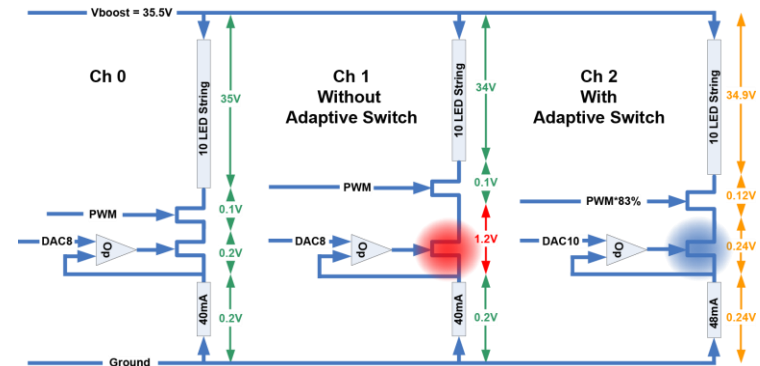 Vboost = 35.5V
Ch 0
10 LED String
35V
PWM
0.1V
DAC8
Op
0.2V
40mA
0.2V
Ch 1
Without
Adaptive Switch
10 LED String
34V
PWM
0.1V
DAC8
Op
1.2V
40mA
0.2V
Ch 2
With
Adaptive Switch
10 LED String
34.9V
PWM*83%
0.12V
DAC10
Op
0.24V
48mA
0.24V
Ground